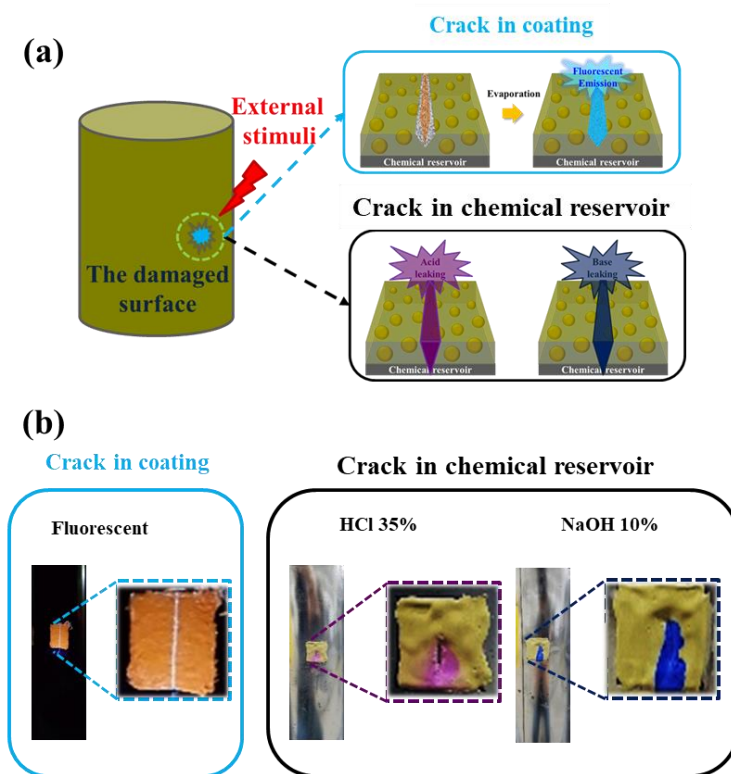 (a)
Crack in coating
External
stimuli
The damaged
surface
Evaporation
Fluorescent
Emission
Chemical reservoir
Chemical reservoir
Crack in chemical reservoir
Acid
leaking
Base
leaking
Chemical reservoir
Chemical reservoir
(b)
Crack in coating
Fluorescent
Crack in chemical reservoir
HCl 35%
NaOH 10%